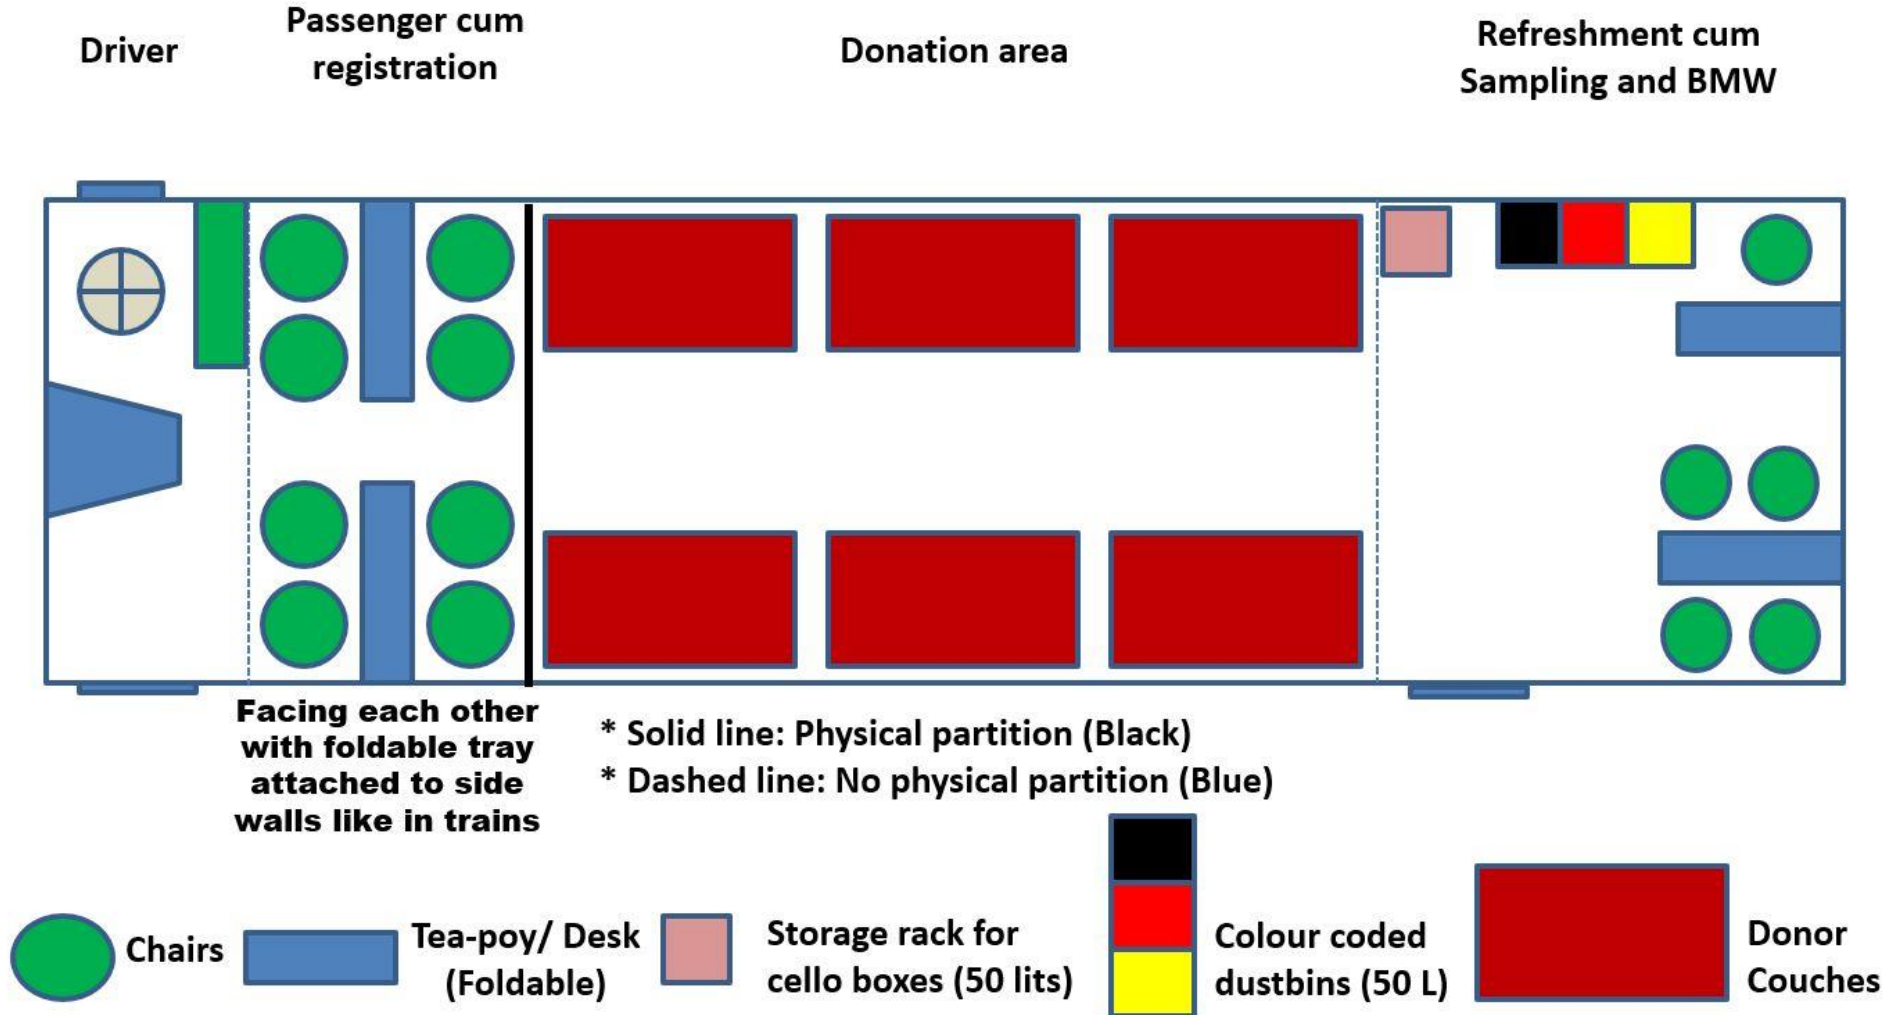 Driver
Passenger cum
registration
Donation area
Refreshment cum
Sampling and BMW
Facing each other
with foldable tray
attached to side
walls like in trains
* Solid line: Physical partition (Black)
* Dashed line: No physical partition (Blue)
Chairs
Tea-poy/ Desk
(Foldable)
Storage rack for
cello boxes (50 lits)
Colour coded
dustbins (50 L)
Donor
Couches